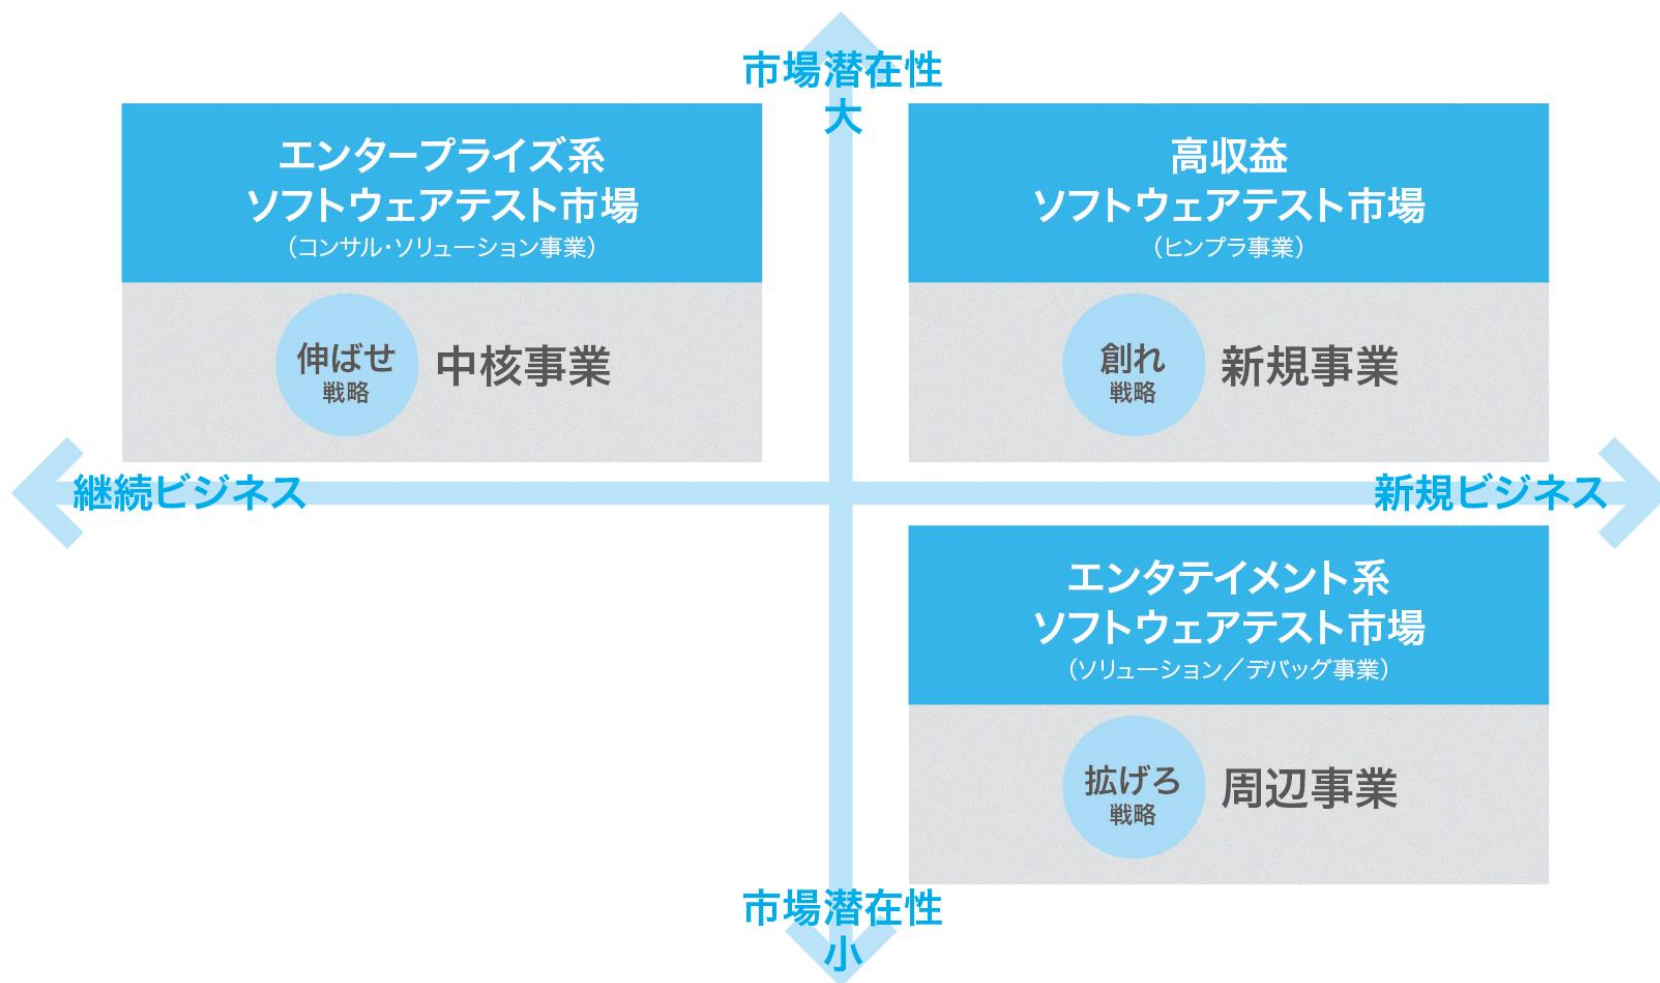 市場潜在性
大
エンタープライズ系
ソフトウェアテスト市場
（コンサル・ソリューション事業）
伸ばせ
戦略
中核事業
高収益
ソフトウェアテスト市場
（ヒンプラ事業）
創れ
戦略
新規事業
継続ビジネス
新規ビジネス
エンタテイメント系
ソフトウェアテスト市場
（ソリューション／デバッグ事業）
拡げろ
戦略
周辺事業
市場潜在性
小